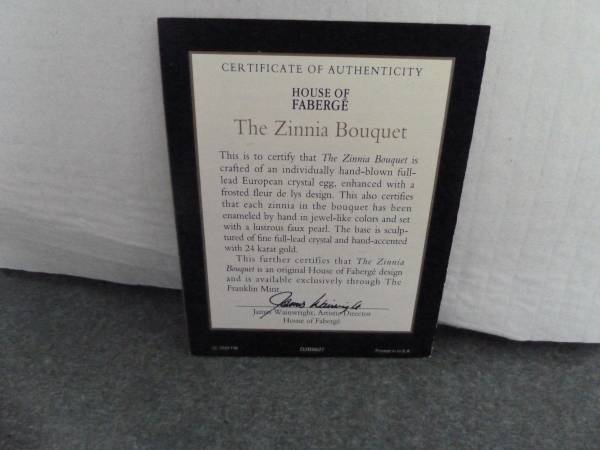 CERTIFICATE OF AUTHENTICITY
HOUSE OF
FABERGĒ
The Zinnia Bouquet
This is to certify that The Zinnia Bouquet is
crafted of an individually hand-blown full-
lead European crystal egg, enhanced with a
frosted fleur de lys design. This also certifies
that each zinnia in the bouquet has been
enameled by hand in jewel-like colors and set
with a lustrous faux pearl. The base is sculp-
tured of fine full-lead crystal and hand-accented
with 24 karat gold.
This further certifies that The Zinnia
Bouquet is an original House of Fabergé design
and is available exclusively through The
Franklin Mint.
James Wainwright
James Wainwright, Artistic Director
House of Fabergé
Printed in U.S.A.